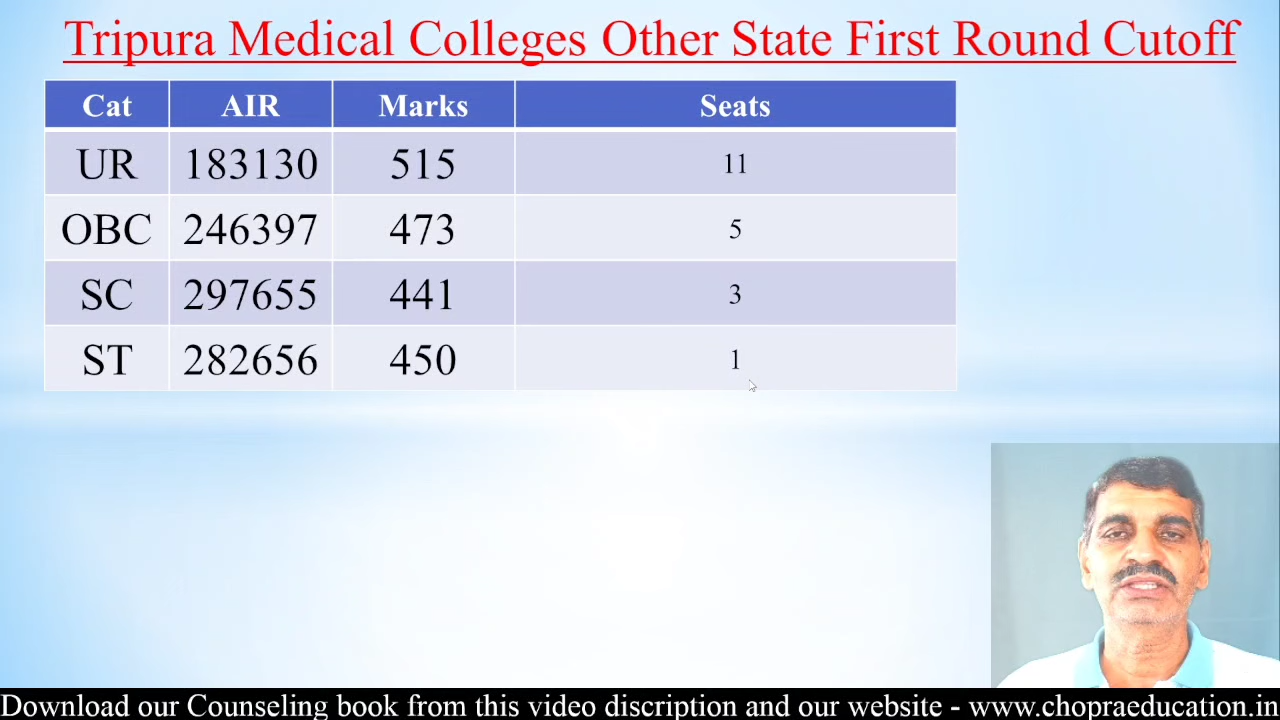 Tripura Medical Colleges Other State First Round Cutoff
Cat AIR Marks Seats
UR 183130 515 11
OBC 246397 473 5
SC 297655 441 3
ST 282656 450 1
Download our Counseling book from this video discription and our website - www.chopraeducation.in